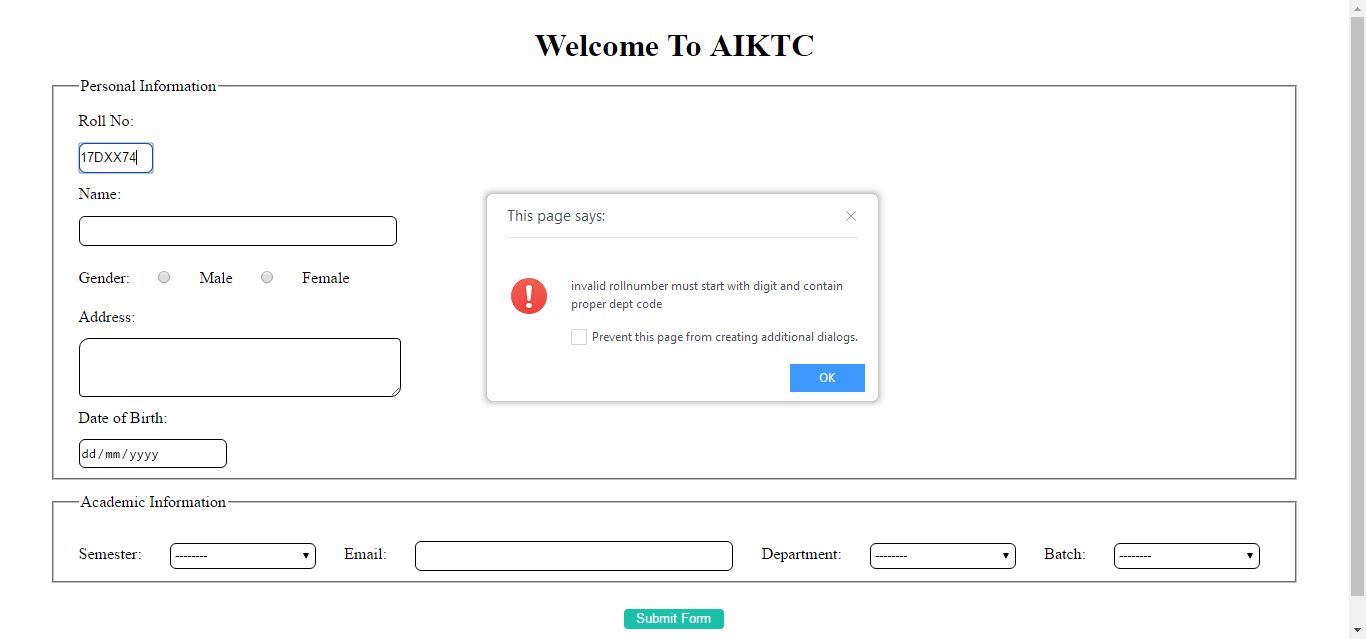 Welcome To AIKTC
Personal Information
Roll No:
17DXX74
Name:
Gender: Male Female
Address:
Date of Birth:
dd/mm/yyyy
This page says:
invalid rollnumber must start with digit and contain
proper dept code
Prevent this page from creating additional dialogs.
OK
Academic Information
Semester: -------- Email: Department: -------- Batch: --------
Submit Form